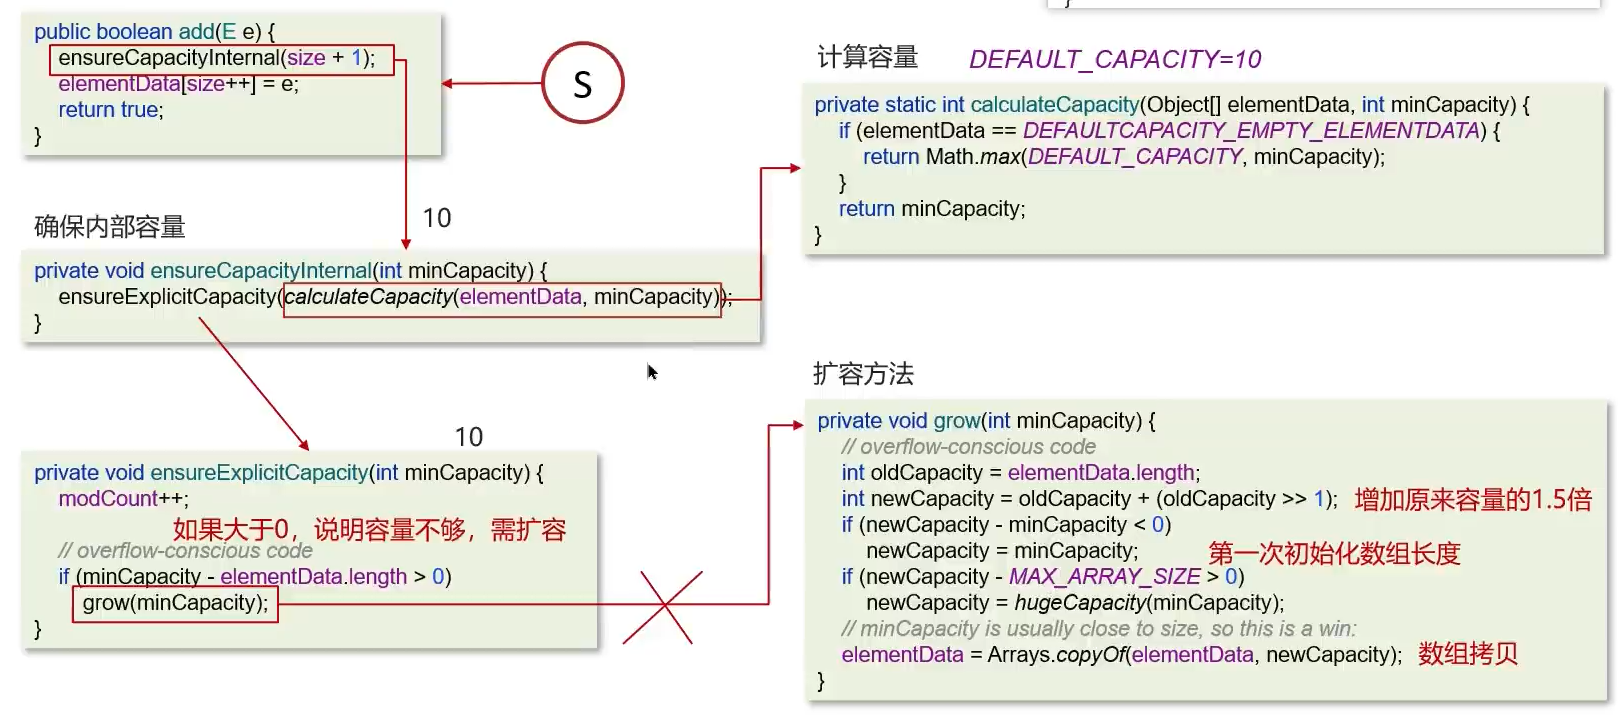 }
public boolean add(E e) {
ensureCapacityInternal(size + 1);
elementData[size++] = e;
return true;
}
S
确保内部容量
10
private void ensureCapacityInternal(int minCapacity) {
ensureExplicitCapacity(calculateCapacity(elementData, minCapacity));
}
10
private void ensureExplicitCapacity(int minCapacity) {
modCount++;
如果大于0，说明容量不够，需扩容
// overflow-conscious code
if (minCapacity - elementData.length > 0)
grow(minCapacity);
}
计算容量 DEFAULT_CAPACITY=10
private static int calculateCapacity(Object[] elementData, int minCapacity) {
if (elementData == DEFAULTCAPACITY_EMPTY_ELEMENTDATA) {
return Math.max(DEFAULT_CAPACITY, minCapacity);
}
return minCapacity;
}
扩容方法
private void grow(int minCapacity) {
// overflow-conscious code
int oldCapacity = elementData.length;
int newCapacity = oldCapacity + (oldCapacity >> 1); 增加原来容量的1.5倍
if (newCapacity - minCapacity < 0)
newCapacity = minCapacity; 第一次初始化数组长度
if (newCapacity - MAX_ARRAY_SIZE > 0)
newCapacity = hugeCapacity(minCapacity);
// minCapacity is usually close to size, so this is a win:
elementData = Arrays.copyOf(elementData, newCapacity); 数组拷贝
}